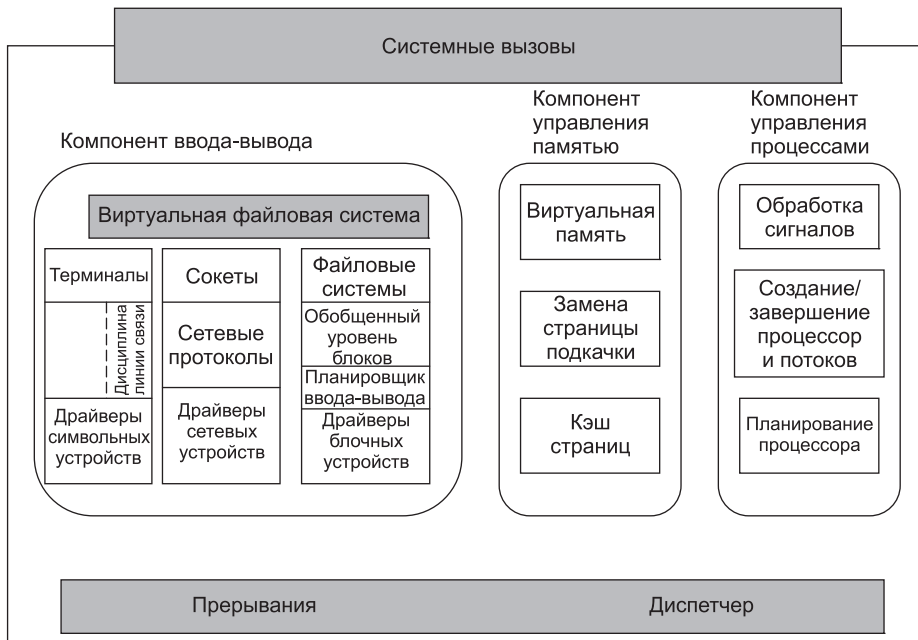 Системные вызовы
Компонент ввода-вывода
Виртуальная файловая система
Терминалы
Дисциплина
линии связи
Драйверы
символьных
устройств
Сокеты
Сетевые
протоколы
Драйверы
сетевых
устройств
Файловые
системы
Обобщенный
уровень
блоков
Планировщик
ввода-вывода
Драйверы
блочных
устройств
Компонент
управления
памятью
Виртуальная
память
Замена
страницы
подкачки
Кэш
страниц
Компонент
управления
процессами
Обработка
сигналов
Создание/
завершение
процессор
и потоков
Планирование
процессора
Прерывания
Диспетчер